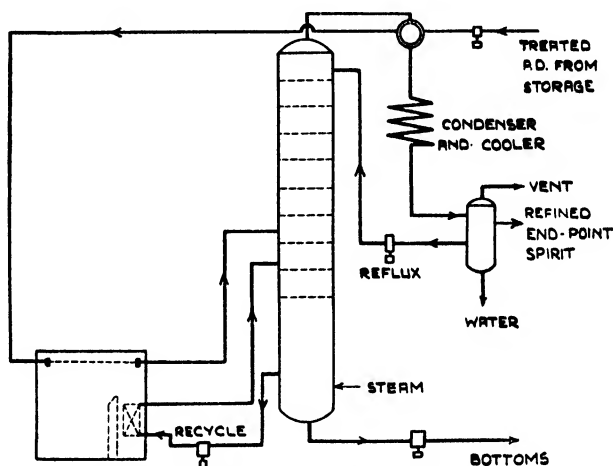 TREATED
P.D. FROM
STORAGE
CONDENSER
AND. COOLER
VENT
REFINED
END-POINT
SPIRIT
REFLUX
WATER
STEAM
RECYCLE
BOTTOMS